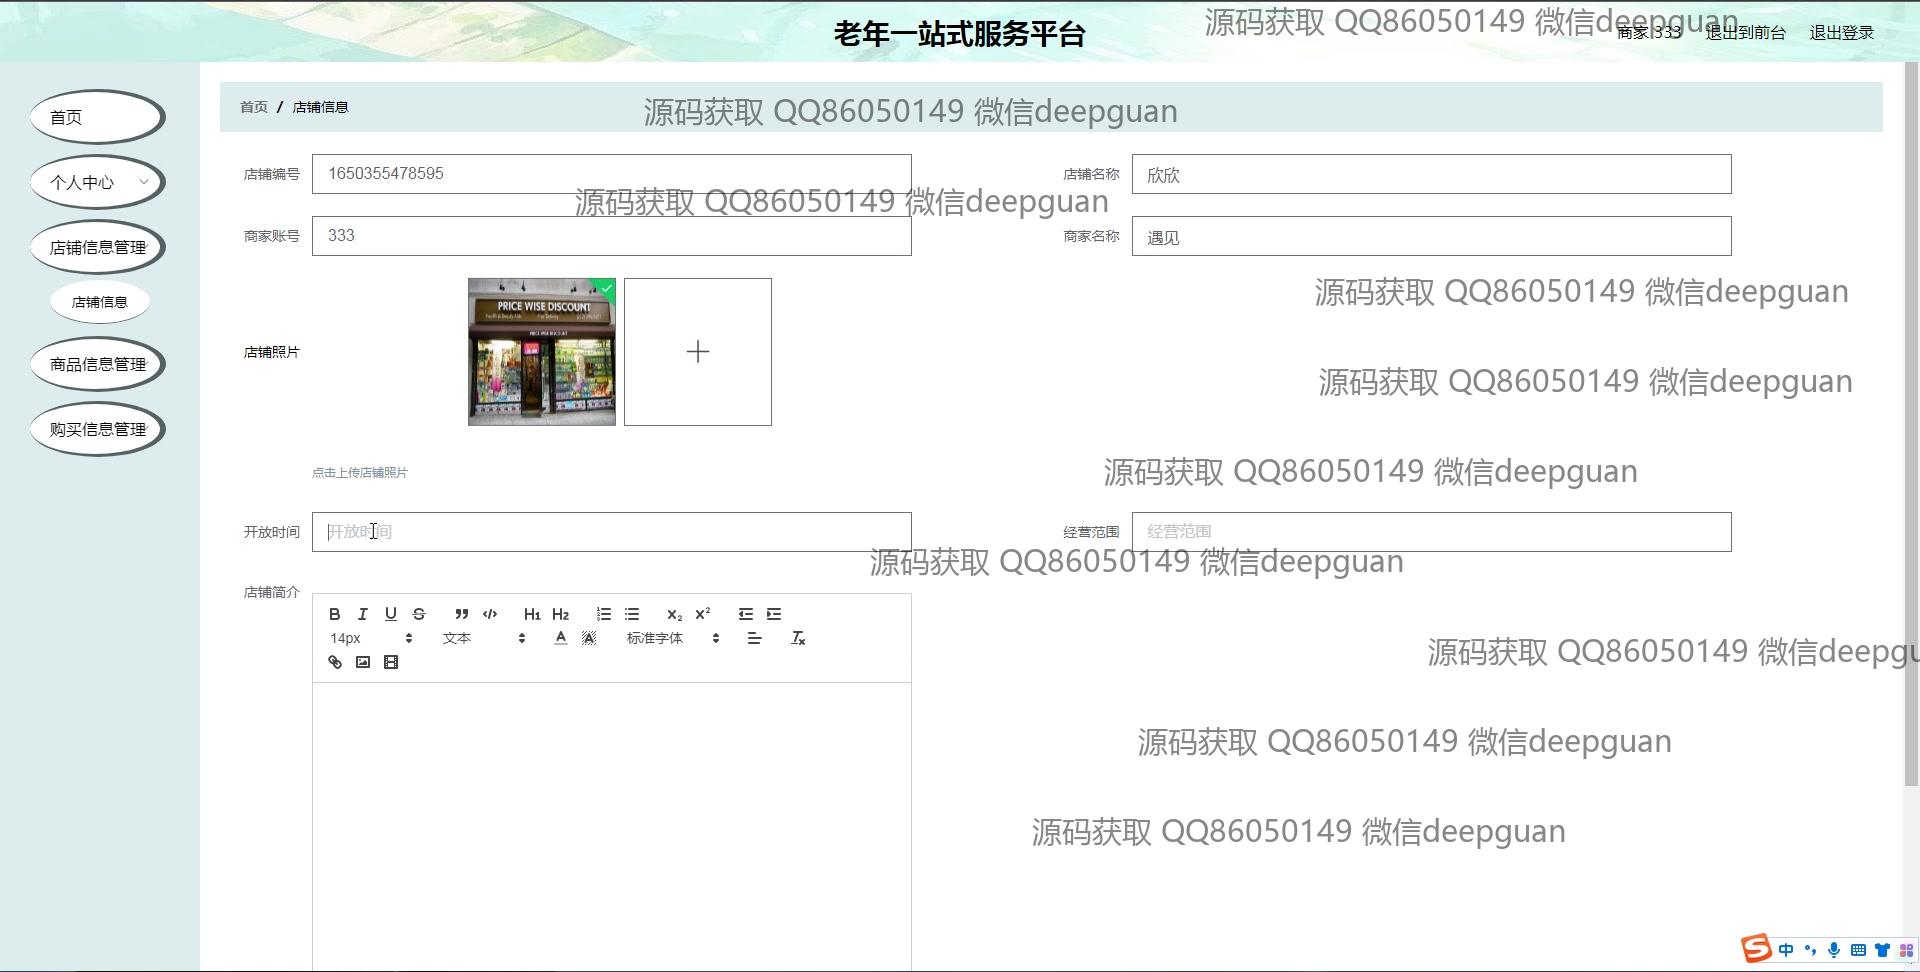 老年一站式服务平台
源码获取 QQ86050149 微信deepguan
商家 333
退出到前台
退出登录
首页
个人中心
店铺信息管理
店铺信息
商品信息管理
购买信息管理
首页 / 店铺信息
源码获取 QQ86050149 微信deepguan
店铺编号
1650355478595
店铺名称
欣欣
源码获取 QQ86050149 微信deepguan
商家账号
333
商家名称
遇见
源码获取 QQ86050149 微信deepguan
店铺照片
PRICE WISE DISCOUNT
源码获取 QQ86050149 微信deepguan
点击上传店铺照片
源码获取 QQ86050149 微信deepguan
开放时间
开放时间
经营范围
经营范围
源码获取 QQ86050149 微信deepguan
店铺简介
B I U S H1 H2 X2 X2
14px 文本 A A 标准字体 Tx
源码获取 QQ86050149 微信deepgu
源码获取 QQ86050149 微信deepguan
源码获取 QQ86050149 微信deepguan
S 中